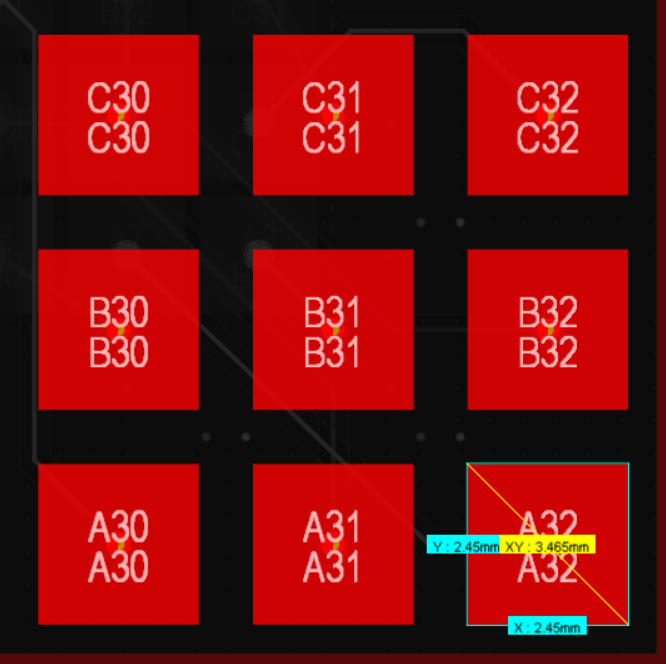 C30 C31 C32
C30 C31 C32
B30 B31 B32
B30 B31 B32
A30 A31 A32
Y : 2.45mm XY : 3.465mm
A30 A31 A32
X : 2.45mm